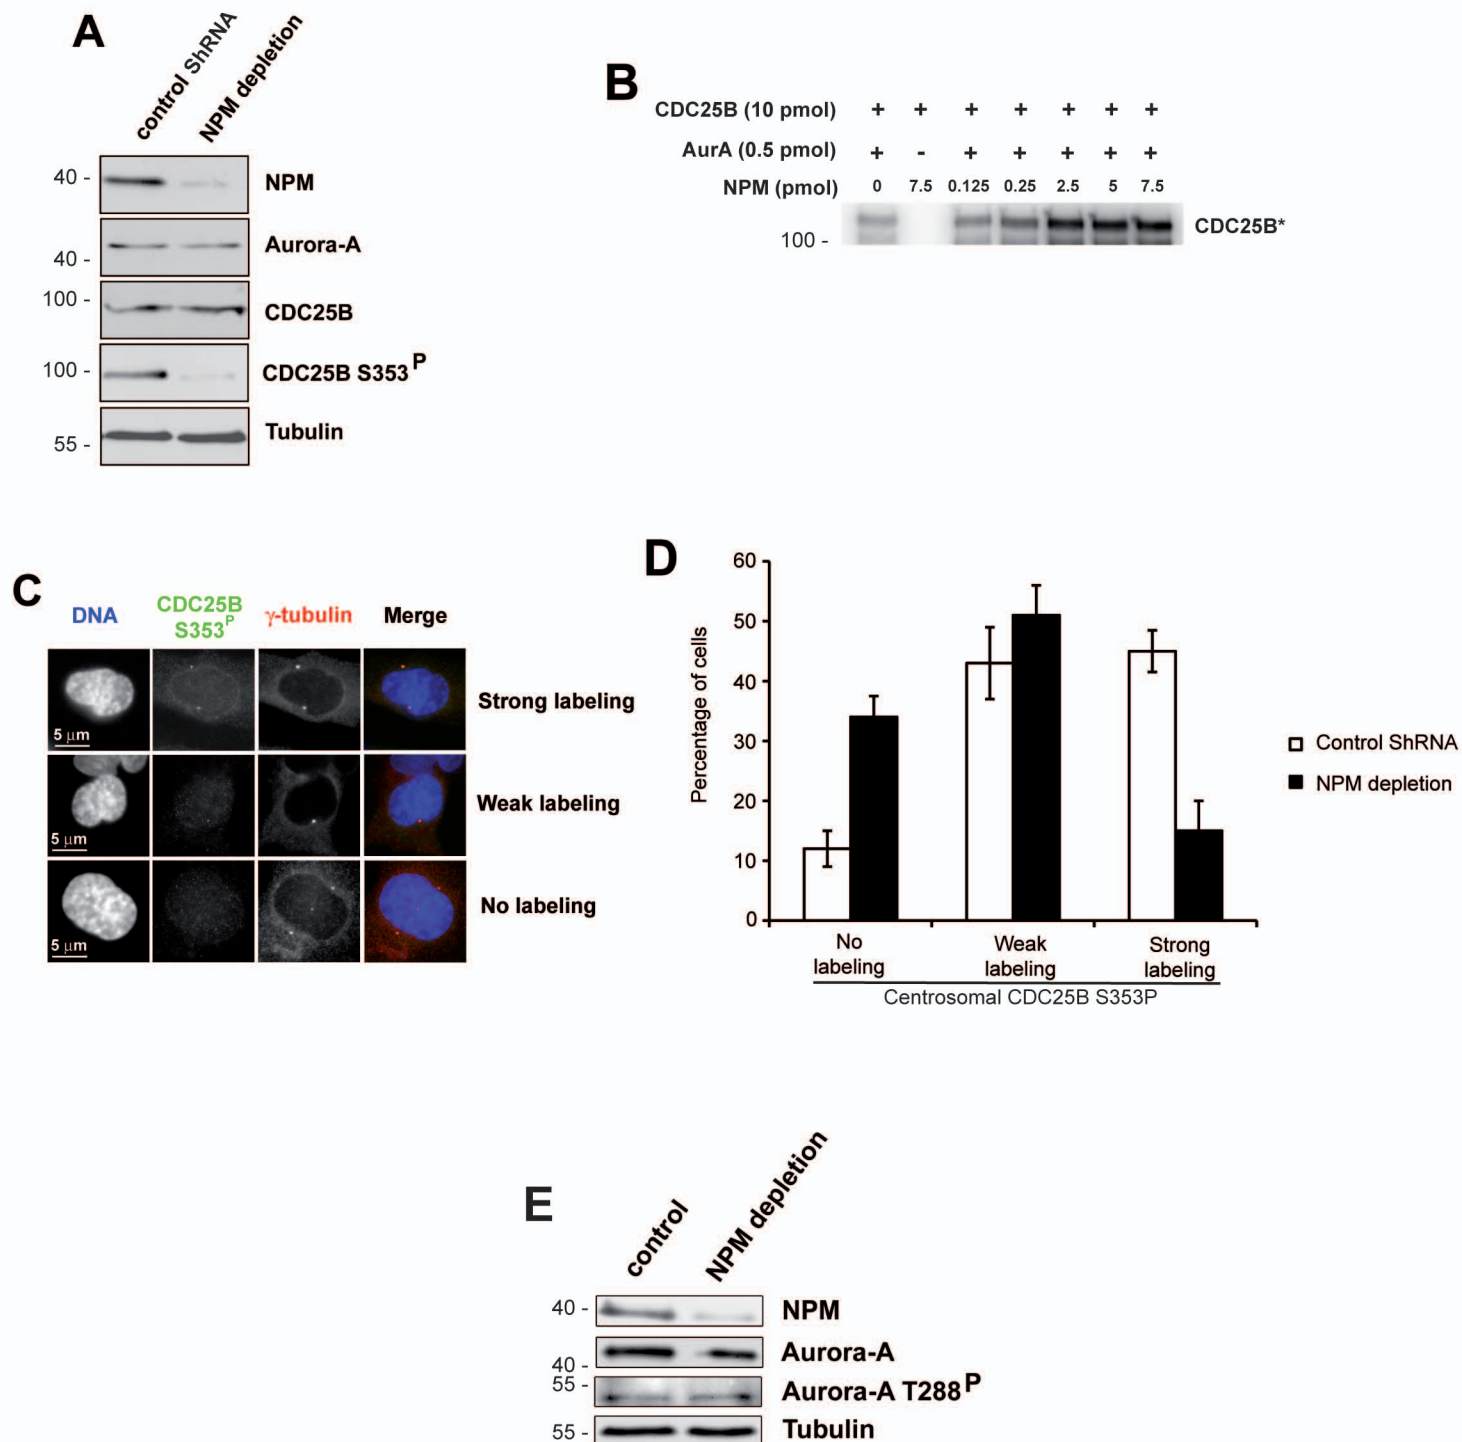 A
control ShRNA
NPM depletion
40 -
NPM
Aurora-A
40 -
100 -
CDC25B
100 -
CDC25B S353P
Tubulin
55 -
B
CDC25B (10 pmol) + + + + + + +
AurA (0.5 pmol) + - + + + + +
NPM (pmol) 0 7.5 0.125 0.25 2.5 5 7.5
100 -
CDC25B*
C
DNA
CDC25B
S353P
γ-tubulin
Merge
5 μm
Strong labeling
5 μm
Weak labeling
5 μm
No labeling
D
Percentage of cells
60
50
40
30
20
10
0
No
labeling
Weak
labeling
Strong
labeling
Centrosomal CDC25B S353P
Control ShRNA
NPM depletion
E
control
NPM depletion
40 -
NPM
Aurora-A
40 -
55 -
Aurora-A T288P
55 -
Tubulin